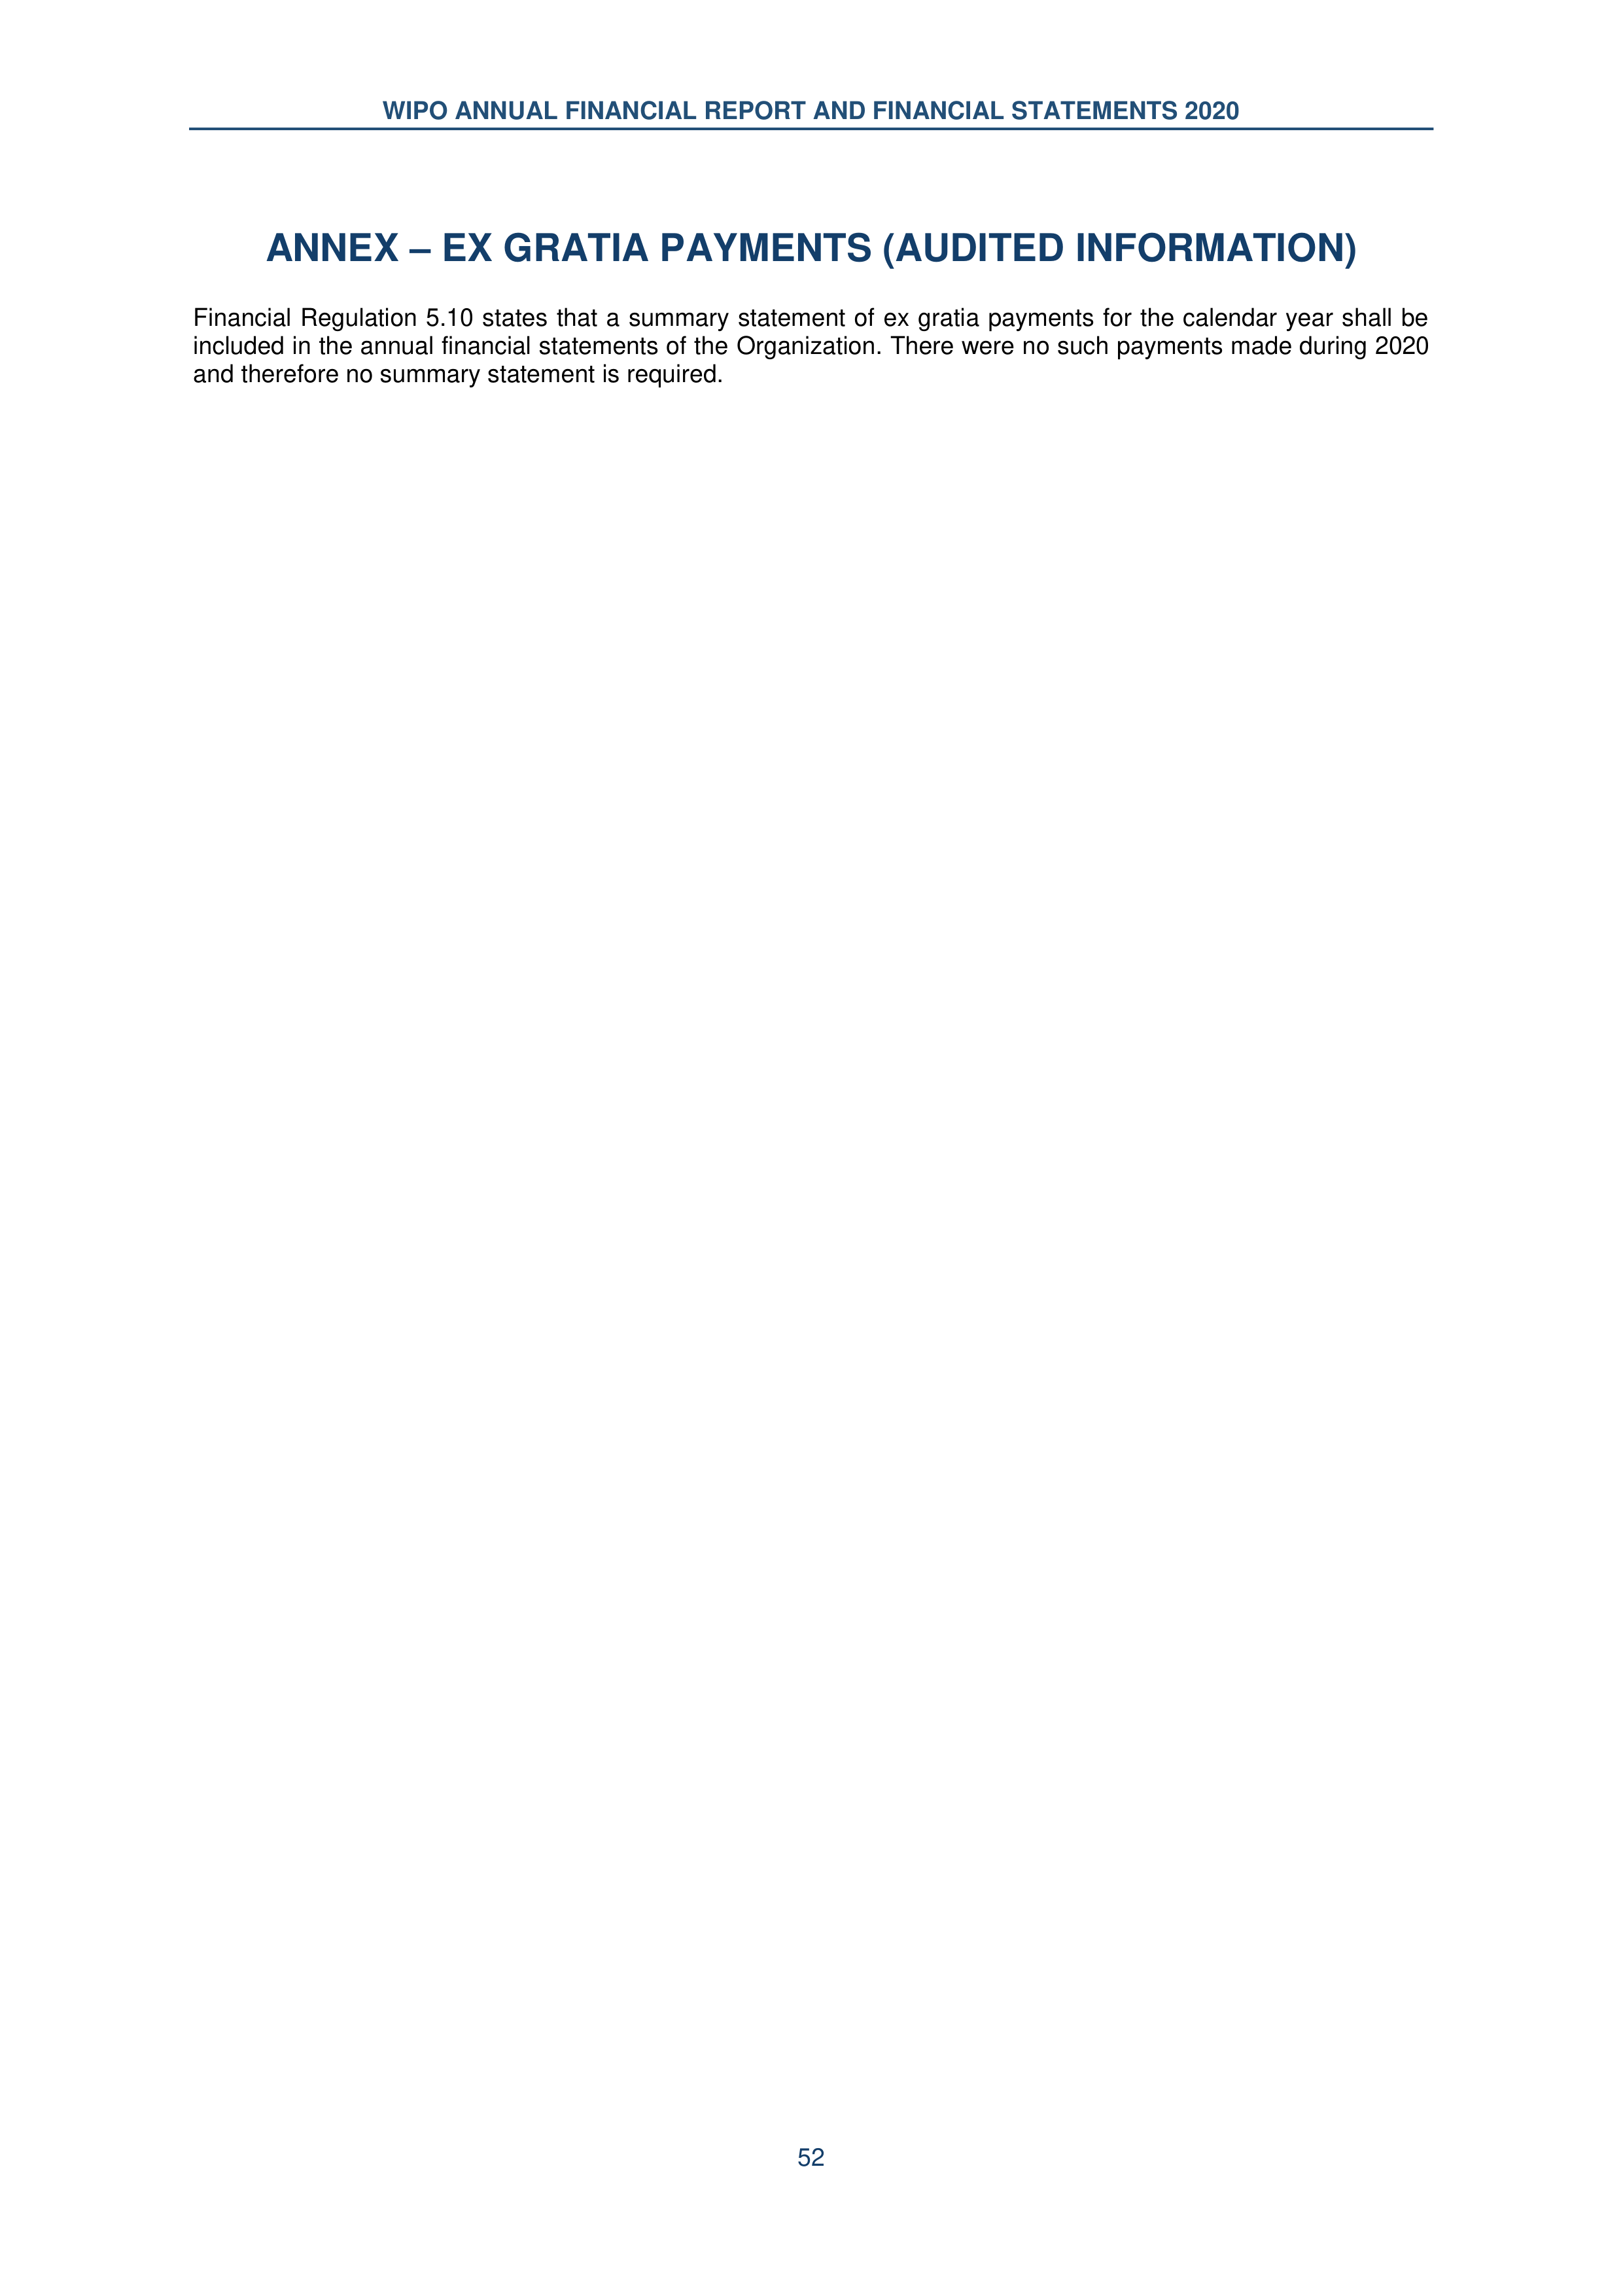 WIPO ANNUAL FINANCIAL REPORT AND FINANCIAL STATEMENTS 2020
ANNEX – EX GRATIA PAYMENTS (AUDITED INFORMATION)
Financial Regulation 5.10 states that a summary statement of ex gratia payments for the calendar year shall be
included in the annual financial statements of the Organization. There were no such payments made during 2020
and therefore no summary statement is required.
52